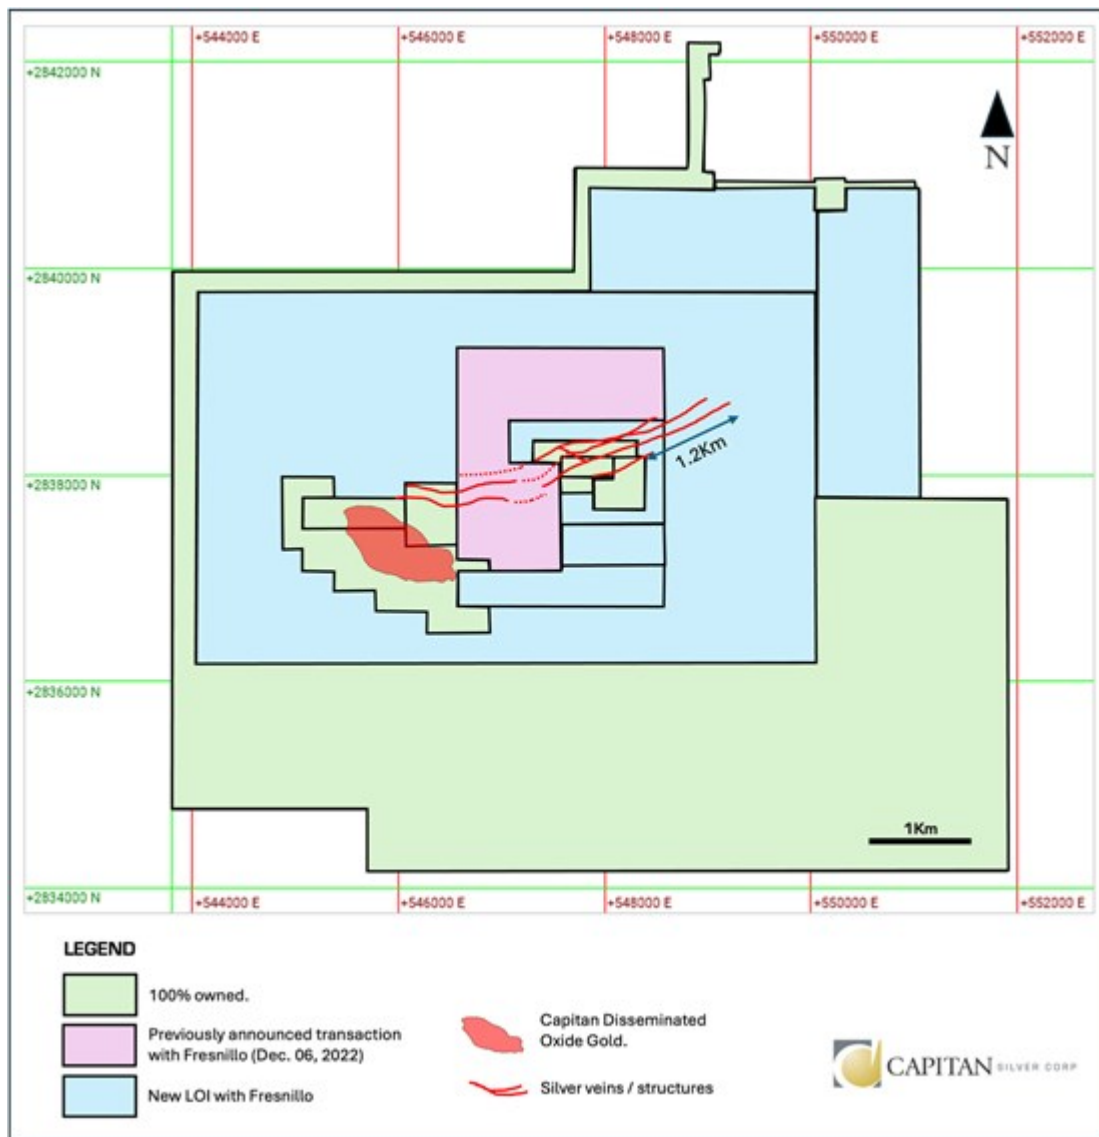 +544000 E
+546000 E
+548000 E
+550000 E
+552000 E
+2842000 N
N
+2840000 N
1.2Km
+2838000 N
+2836000 N
1Km
+2834000 N
+544000 E
+546000 E
+548000 E
+550000 E
+552000 E
LEGEND
100% owned.
Previously announced transaction
with Fresnillo (Dec. 06, 2022)
New LOI with Fresnillo
Capitan Disseminated
Oxide Gold.
Silver veins / structures
CAPITAN SILVER CORP